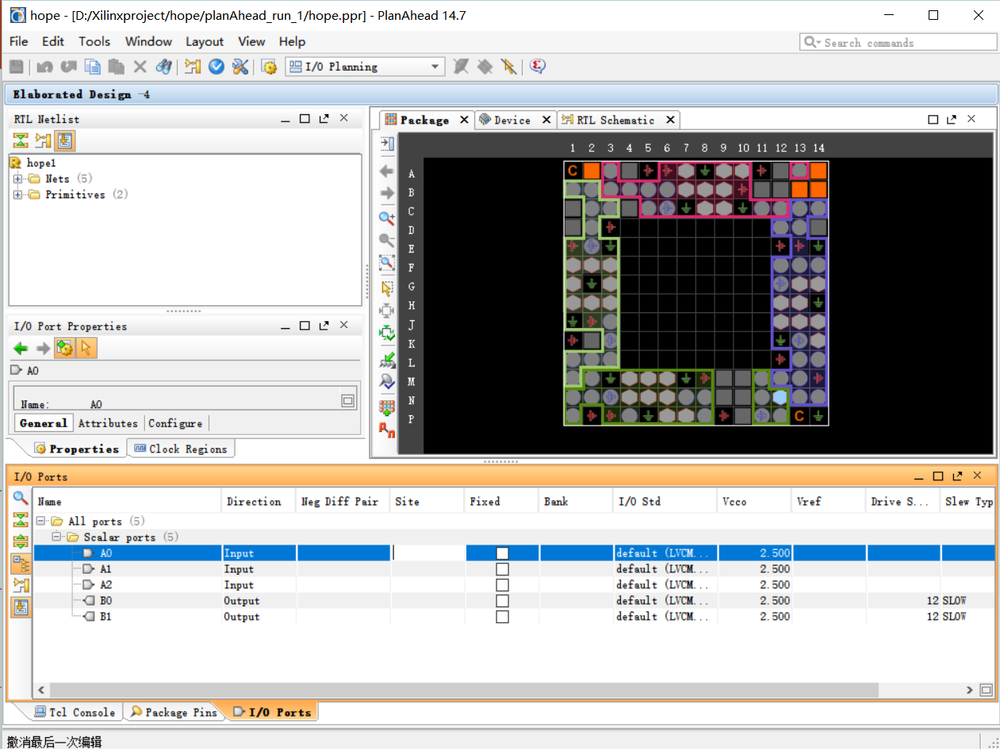 hope - [D:/Xilinxproject/hope/planAhead_run_1/hope.ppr] - PlanAhead 14.7
File Edit Tools Window Layout View Help
Search commands
I/O Planning
Elaborated Design -4
RTL Netlist
hope1
Nets (5)
Primitives (2)
Package Device RTL Schematic
1 2 3 4 5 6 7 8 9 10 11 12 13 14
A
B
C
D
E
F
G
H
J
K
L
M
N
P
C
C
I/O Port Properties
A0
Name: A0
General Attributes Configure
Properties Clock Regions
I/O Ports
Name Direction Neg Diff Pair Site Fixed Bank I/O Std Vcco Vref Drive S... Slew Typ
All ports (5)
Scalar ports (5)
A0 Input default (LVCM... 2.500
A1 Input default (LVCM... 2.500
A2 Input default (LVCM... 2.500
B0 Output default (LVCM... 2.500 12 SLOW
B1 Output default (LVCM... 2.500 12 SLOW
Tcl Console Package Pins I/O Ports
撤消最后一次编辑